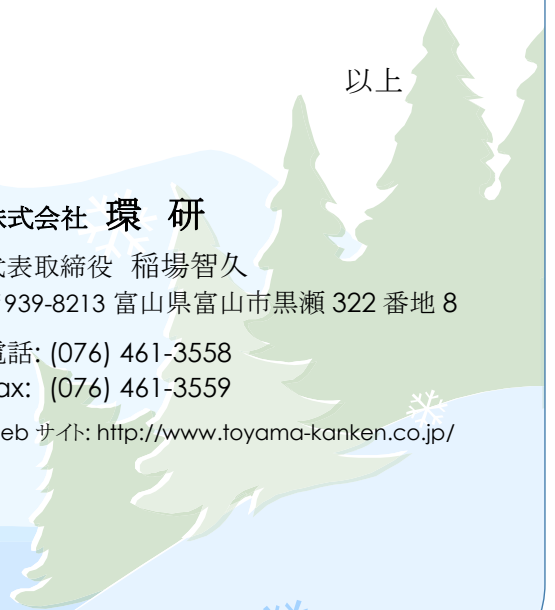 以上
式会社 環 研
代表取締役 稲場智久
939-8213 富山県富山市黒瀬 322 番地 8
電話: (076) 461-3558
ax: (076) 461-3559
eb サイト: http://www.toyama-kanken.co.jp/